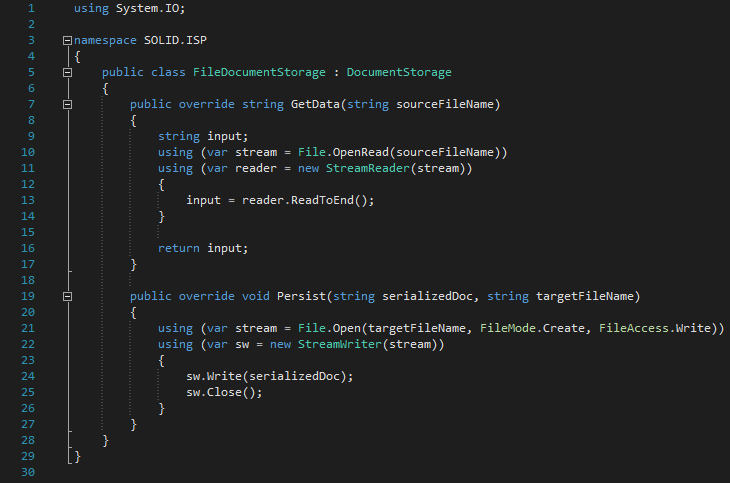 1 using System.IO;
2
3 namespace SOLID.ISP
4 {
5     public class FileDocumentStorage : DocumentStorage
6     {
7         public override string GetData(string sourceFileName)
8         {
9             string input;
10             using (var stream = File.OpenRead(sourceFileName))
11             using (var reader = new StreamReader(stream))
12             {
13                 input = reader.ReadToEnd();
14             }
15
16             return input;
17         }
18
19         public override void Persist(string serializedDoc, string targetFileName)
20         {
21             using (var stream = File.Open(targetFileName, FileMode.Create, FileAccess.Write))
22             using (var sw = new StreamWriter(stream))
23             {
24                 sw.Write(serializedDoc);
25                 sw.Close();
26             }
27         }
28     }
29 }
30